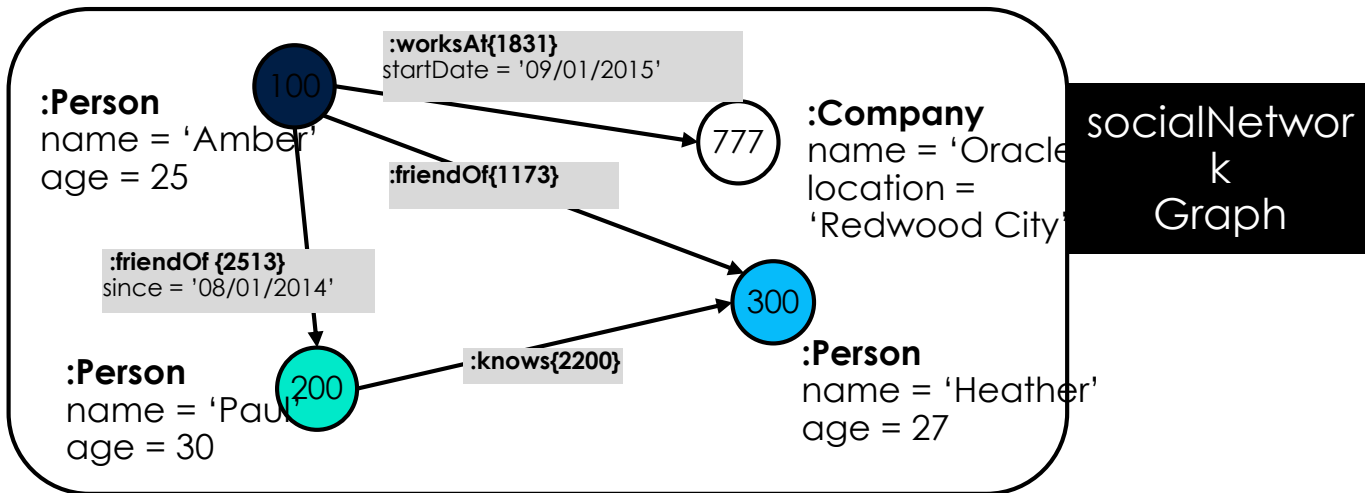 :worksAt{1831}
startDate = ’09/01/2015’
100
:Person
name = ‘Amber’
age = 25
777
:Company
name = ‘Oracle
location =
‘Redwood City’
socialNetwor
k
Graph
:friendOf{1173}
:friendOf {2513}
since = ’08/01/2014’
300
:Person
name = ‘Heather’
age = 27
:knows{2200}
:Person
name = ‘Paul’
age = 30
200